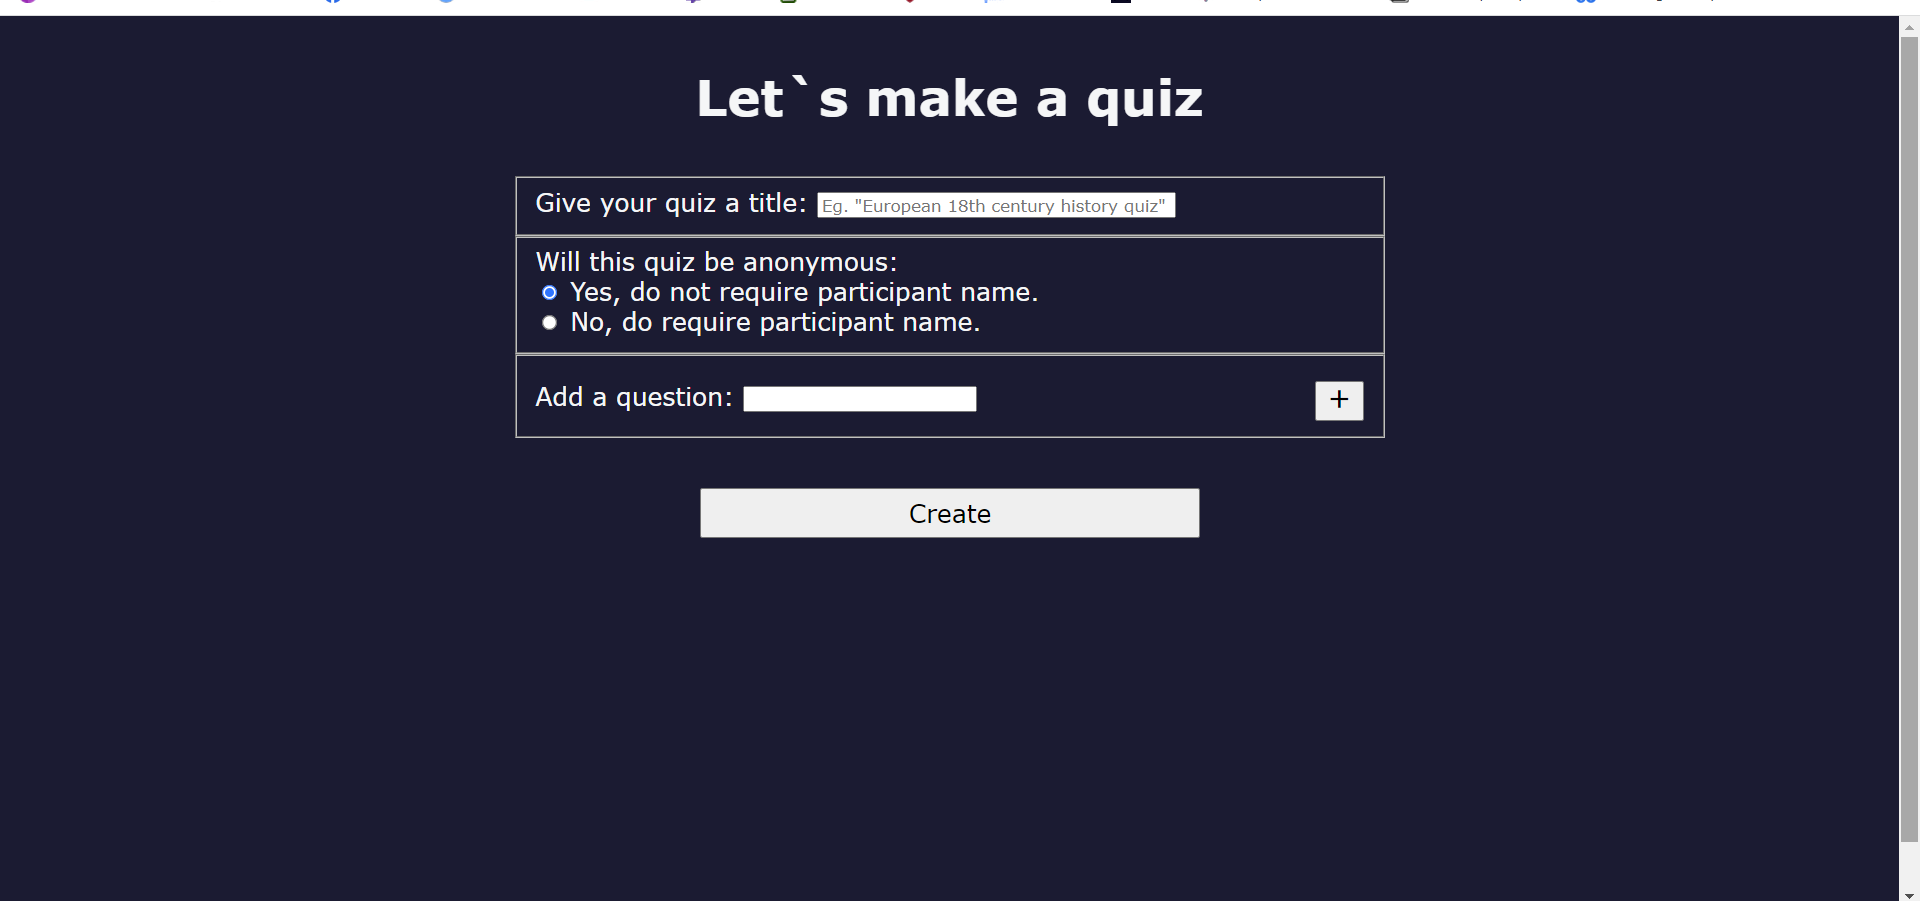 Let`s make a quiz
Give your quiz a title: Eg. "European 18th century history quiz"
Will this quiz be anonymous:
Yes, do not require participant name.
No, do require participant name.
Add a question: +
Create